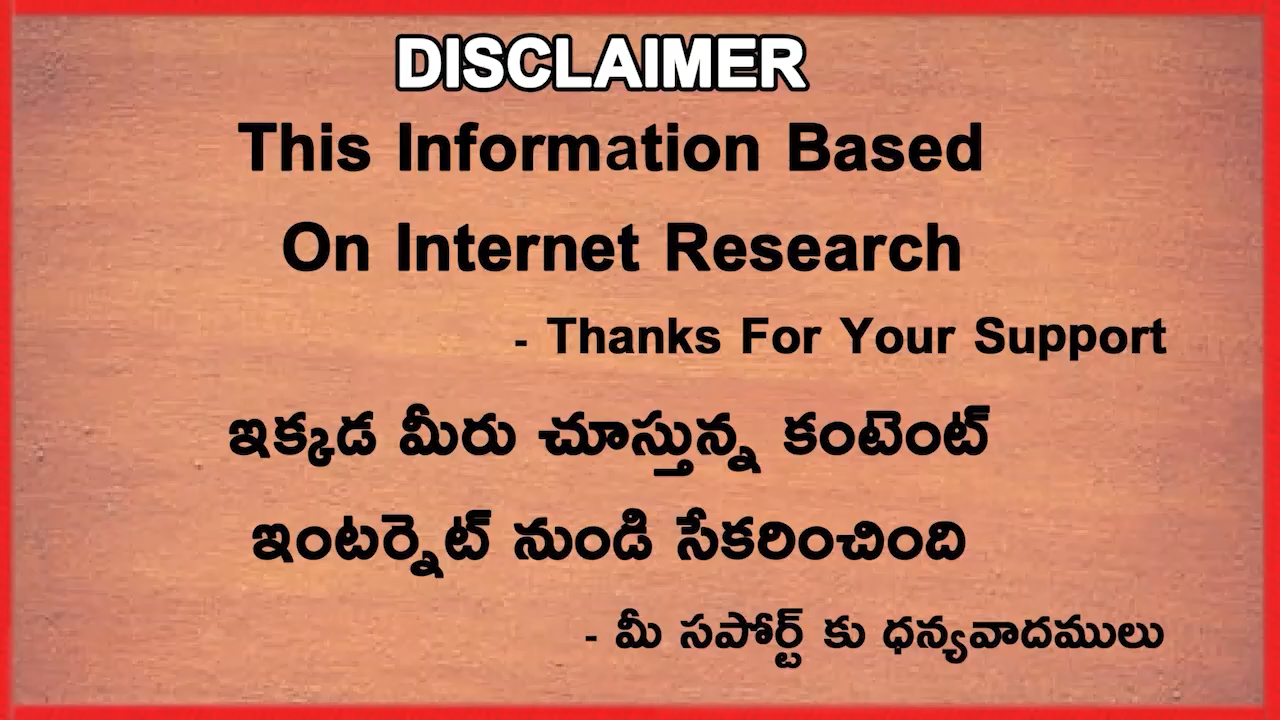 DISCLAIMER
This Information Based
On Internet Research
- Thanks For Your Support
ఇక్కడ మీరు చూస్తున్న కంటెంట్
ఇంటర్నెట్ నుండి సేకరించింది
- మీ సపోర్ట్ కు ధన్యవాదములు